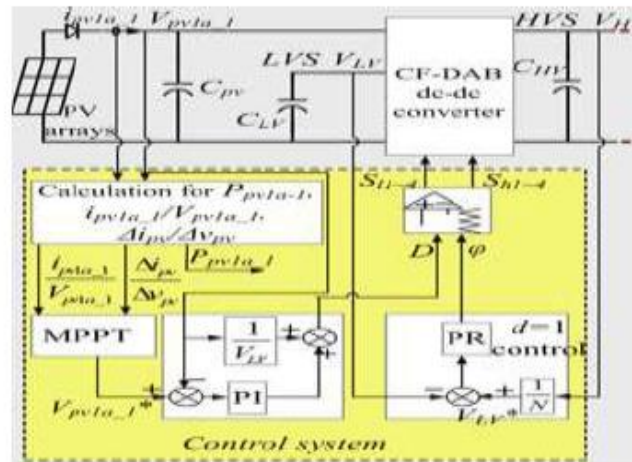 i_pv1a_1 V_pv1a_1 HVS V_H
LVS V_LV
CF-DAB
dc-dc
converter
C_pv
C_LV
C_HV
PV
arrays
S_l1-4 S_h1-4
Calculation for P_pv1a-1,
i_pv1a_1/V_pv1a_1,
Δi_pv/Δv_pv
P_pv1a_1
D φ
i_pv1a_1
V_pv1a_1
Δi_pv
Δv_pv
MPPT
1
V_LV
+
+
PR
d=1
control
+
−
PI
−
+
1
N
V_pv1a_1*
V_LV*
Control system